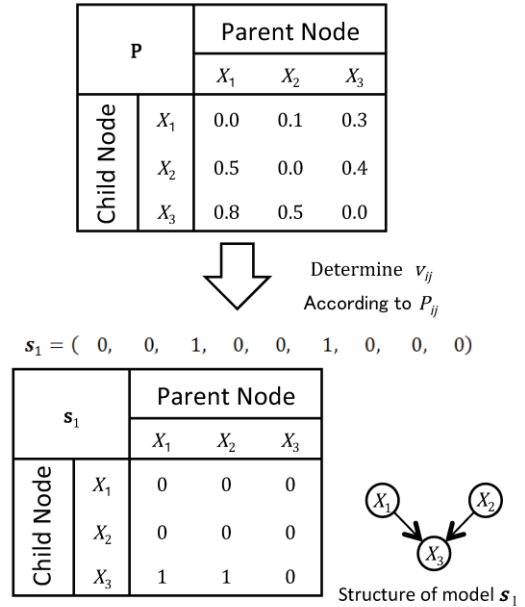 P
Parent Node
X1 X2 X3
Child Node
X1 0.0 0.1 0.3
X2 0.5 0.0 0.4
X3 0.8 0.5 0.0
Determine vij
According to Pij
s1 = ( 0, 0, 1, 0, 0, 1, 0, 0, 0)
s1
Parent Node
X1 X2 X3
Child Node
X1 0 0 0
X2 0 0 0
X3 1 1 0
X1 X2
X3
Structure of model s1